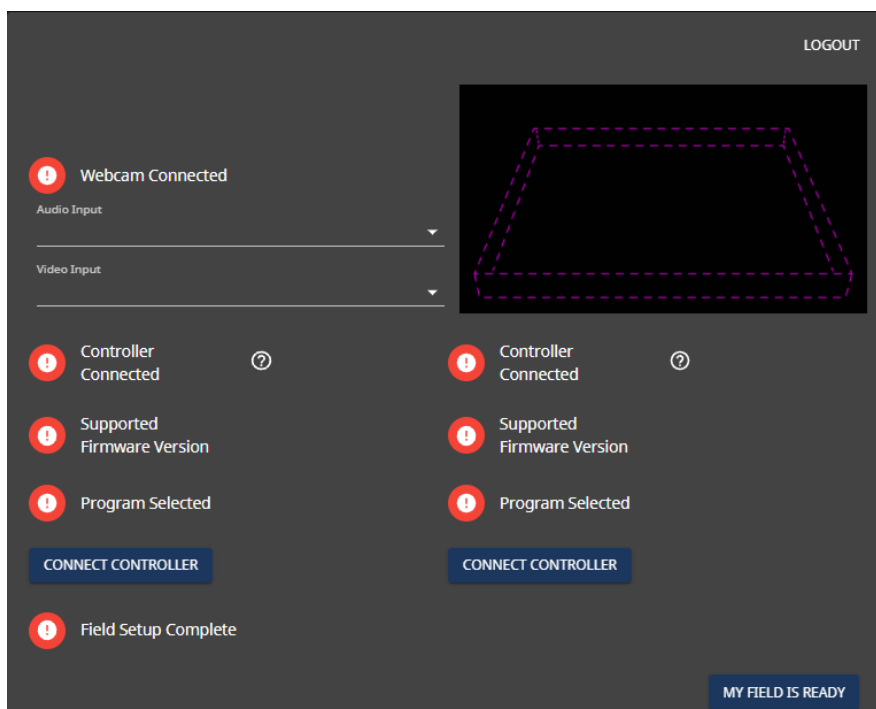 LOGOUT
Webcam Connected
Audio Input
Video Input
Controller
Connected
Controller
Connected
Supported
Firmware Version
Supported
Firmware Version
Program Selected
Program Selected
CONNECT CONTROLLER
CONNECT CONTROLLER
Field Setup Complete
MY FIELD IS READY